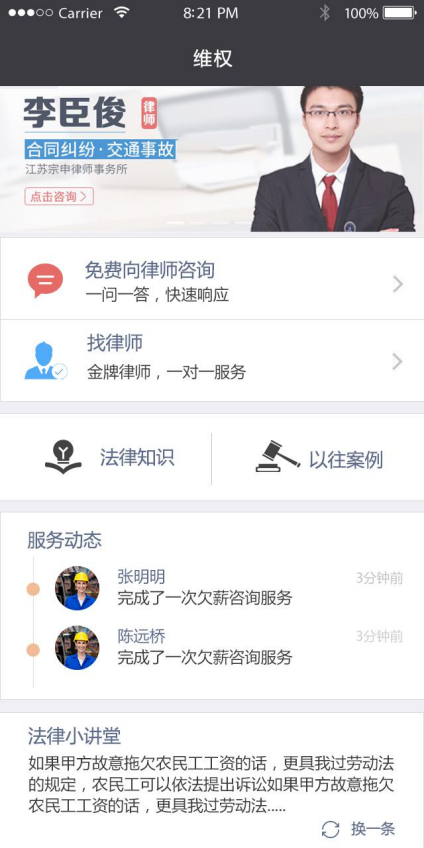 Carrier 8:21 PM 100%
维权
李臣俊 律师
合同纠纷·交通事故
江苏宗申律师事务所
点击咨询
免费向律师咨询
一问一答，快速响应
找律师
金牌律师，一对一服务
法律知识 以往案例
服务动态
张明明 3分钟前
完成了一次欠薪咨询服务
陈远桥 3分钟前
完成了一次欠薪咨询服务
法律小讲堂
如果甲方故意拖欠农民工工资的话，更具我过劳动法
的规定，农民工可以依法提出诉讼如果甲方故意拖欠
农民工工资的话，更具我过劳动法.....
换一条